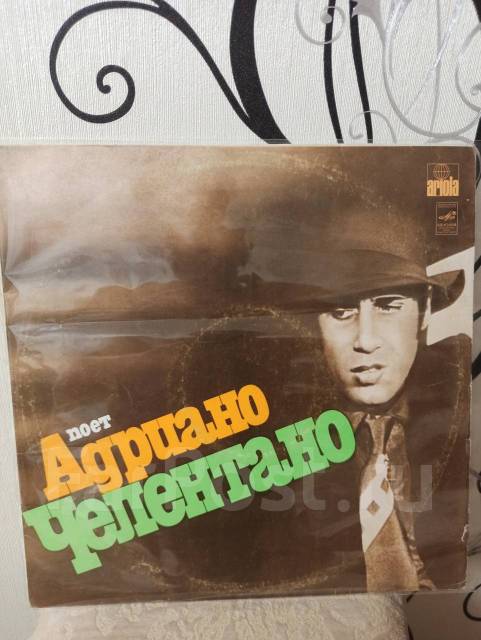 ariola
поет
Адриано
Челентано